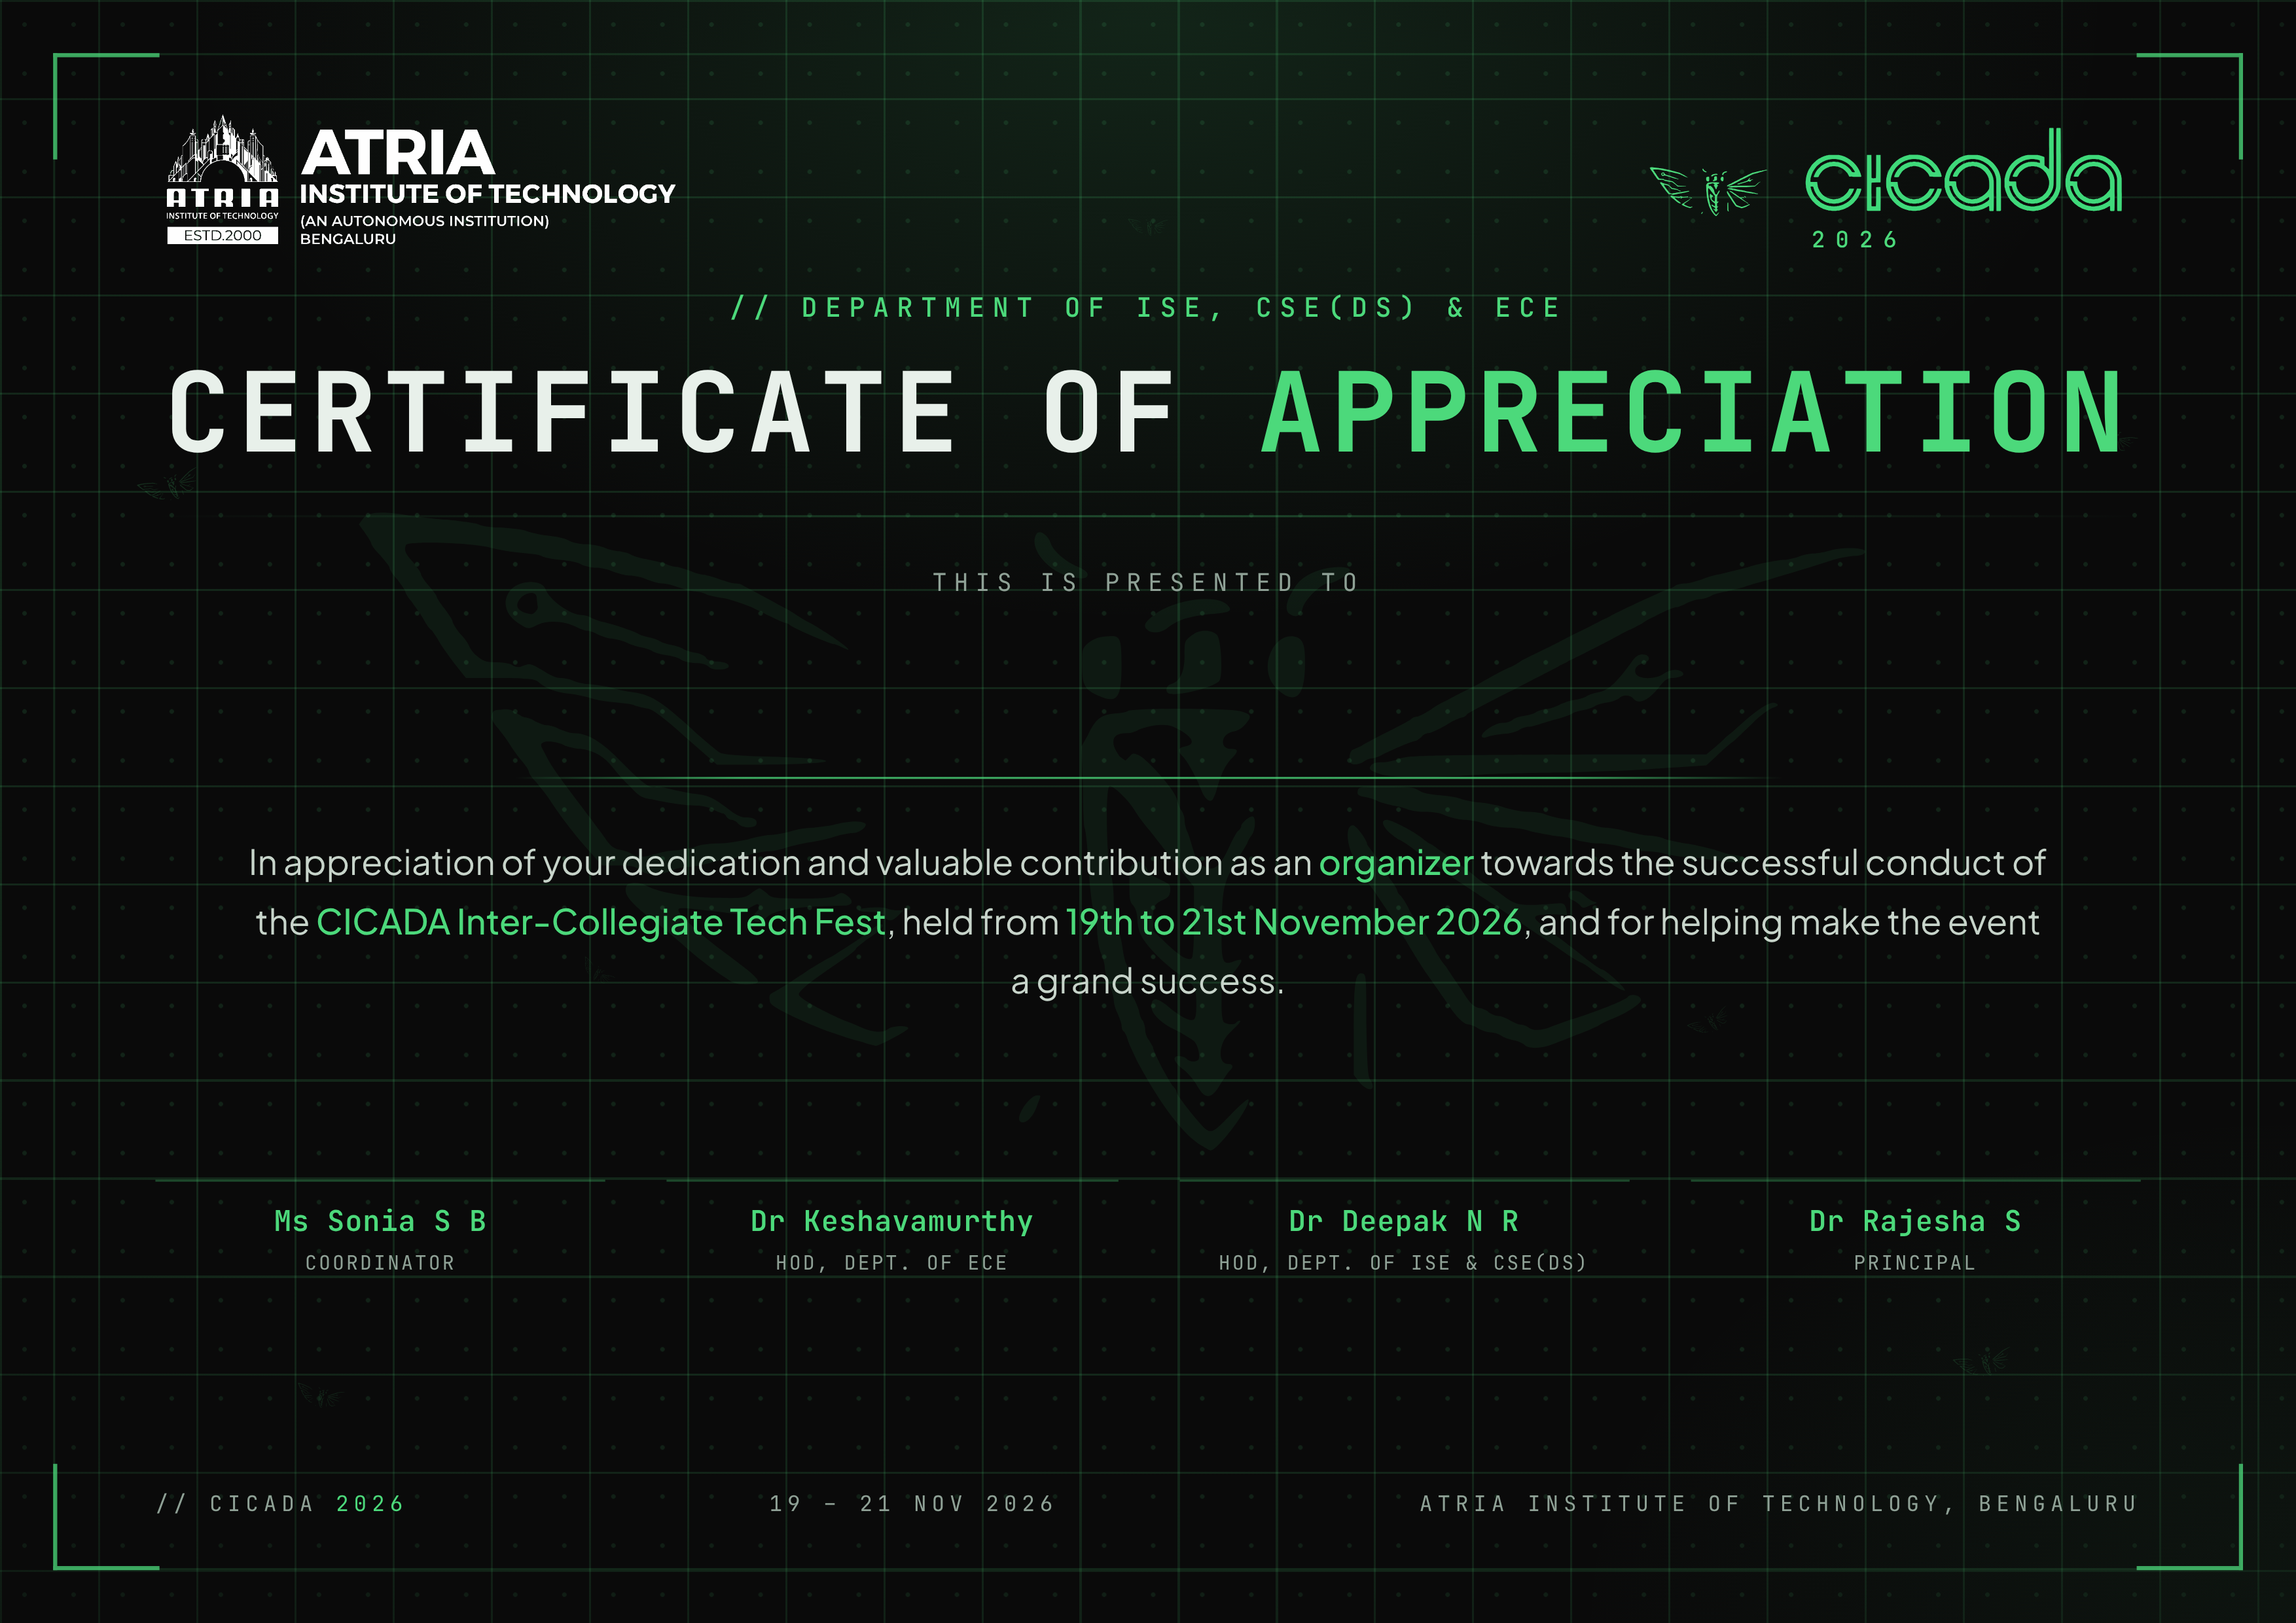 ATRIA
INSTITUTE OF TECHNOLOGY
ESTD.2000
ATRIA
INSTITUTE OF TECHNOLOGY
(AN AUTONOMOUS INSTITUTION)
BENGALURU
cicada
2026
// DEPARTMENT OF ISE, CSE(DS) & ECE
CERTIFICATE OF APPRECIATION
THIS IS PRESENTED TO
In appreciation of your dedication and valuable contribution as an organizer towards the successful conduct of
the CICADA Inter-Collegiate Tech Fest, held from 19th to 21st November 2026, and for helping make the event
a grand success.
Ms Sonia S B
COORDINATOR
Dr Keshavamurthy
HOD, DEPT. OF ECE
Dr Deepak N R
HOD, DEPT. OF ISE & CSE(DS)
Dr Rajesha S
PRINCIPAL
// CICADA 2026
19 – 21 NOV 2026
ATRIA INSTITUTE OF TECHNOLOGY, BENGALURU